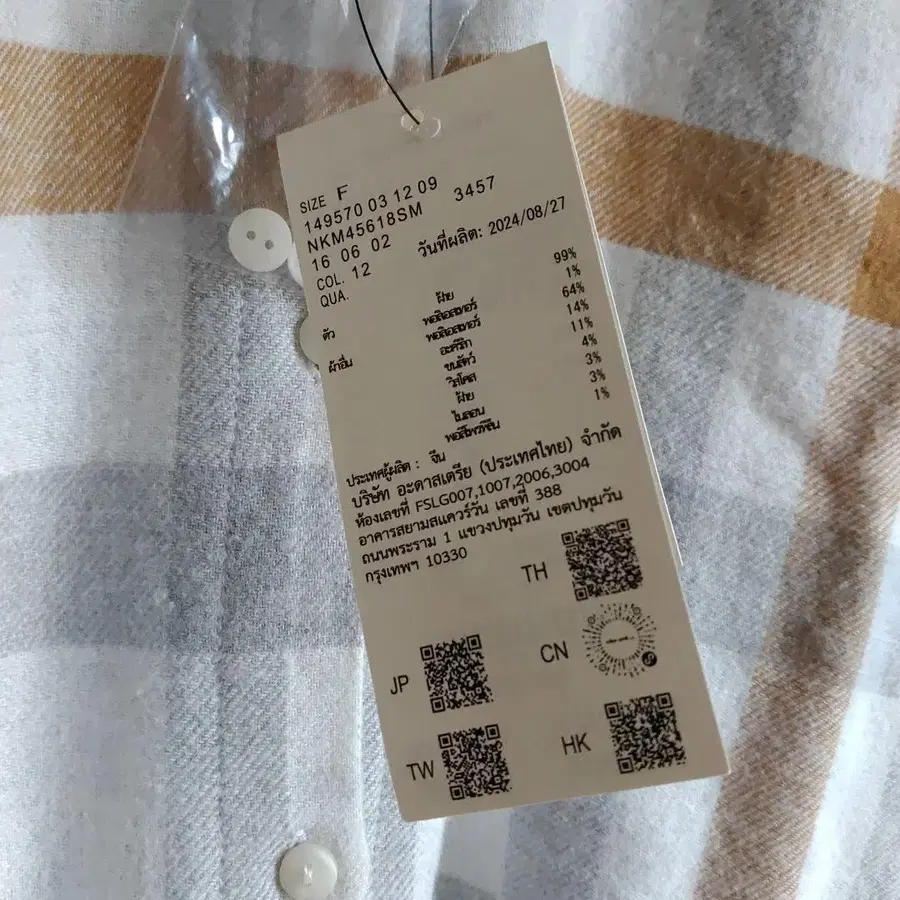 SIZE F
149570 03 12 09
NKM45618SM 3457
16 06 02
COL. 12 วันที่ผลิต: 2024/08/27
QUA.
99%
ตัว ฝ้าย 1%
พอลิเอสเทอร์ 64%
ผ้าอื่น พอลิเอสเทอร์ 14%
อะคริริก 11%
ขนสัตว์ 4%
วิสโคส 3%
ฝ้าย 3%
ไนลอน 1%
พอลิโพรพิลีน
ประเทศผู้ผลิต : จีน
บริษัท อะดาสเตรีย (ประเทศไทย) จำกัด
ห้องเลขที่ FSLG007,1007,2006,3004
อาคารสยามสแควร์วัน เลขที่ 388
ถนนพระราม 1 แขวงปทุมวัน เขตปทุมวัน
กรุงเทพฯ 10330
TH
JP CN
TW HK